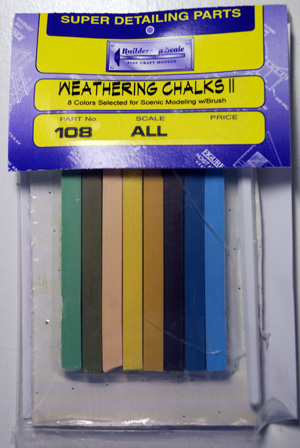 SUPER DETAILING PARTS
Builders in Scale
FINE CRAFT MODELS
WEATHERING CHALKS II
8 Colors Selected for Scenic Modeling w/Brush
PART No. SCALE PRICE
108 ALL
FIGURE